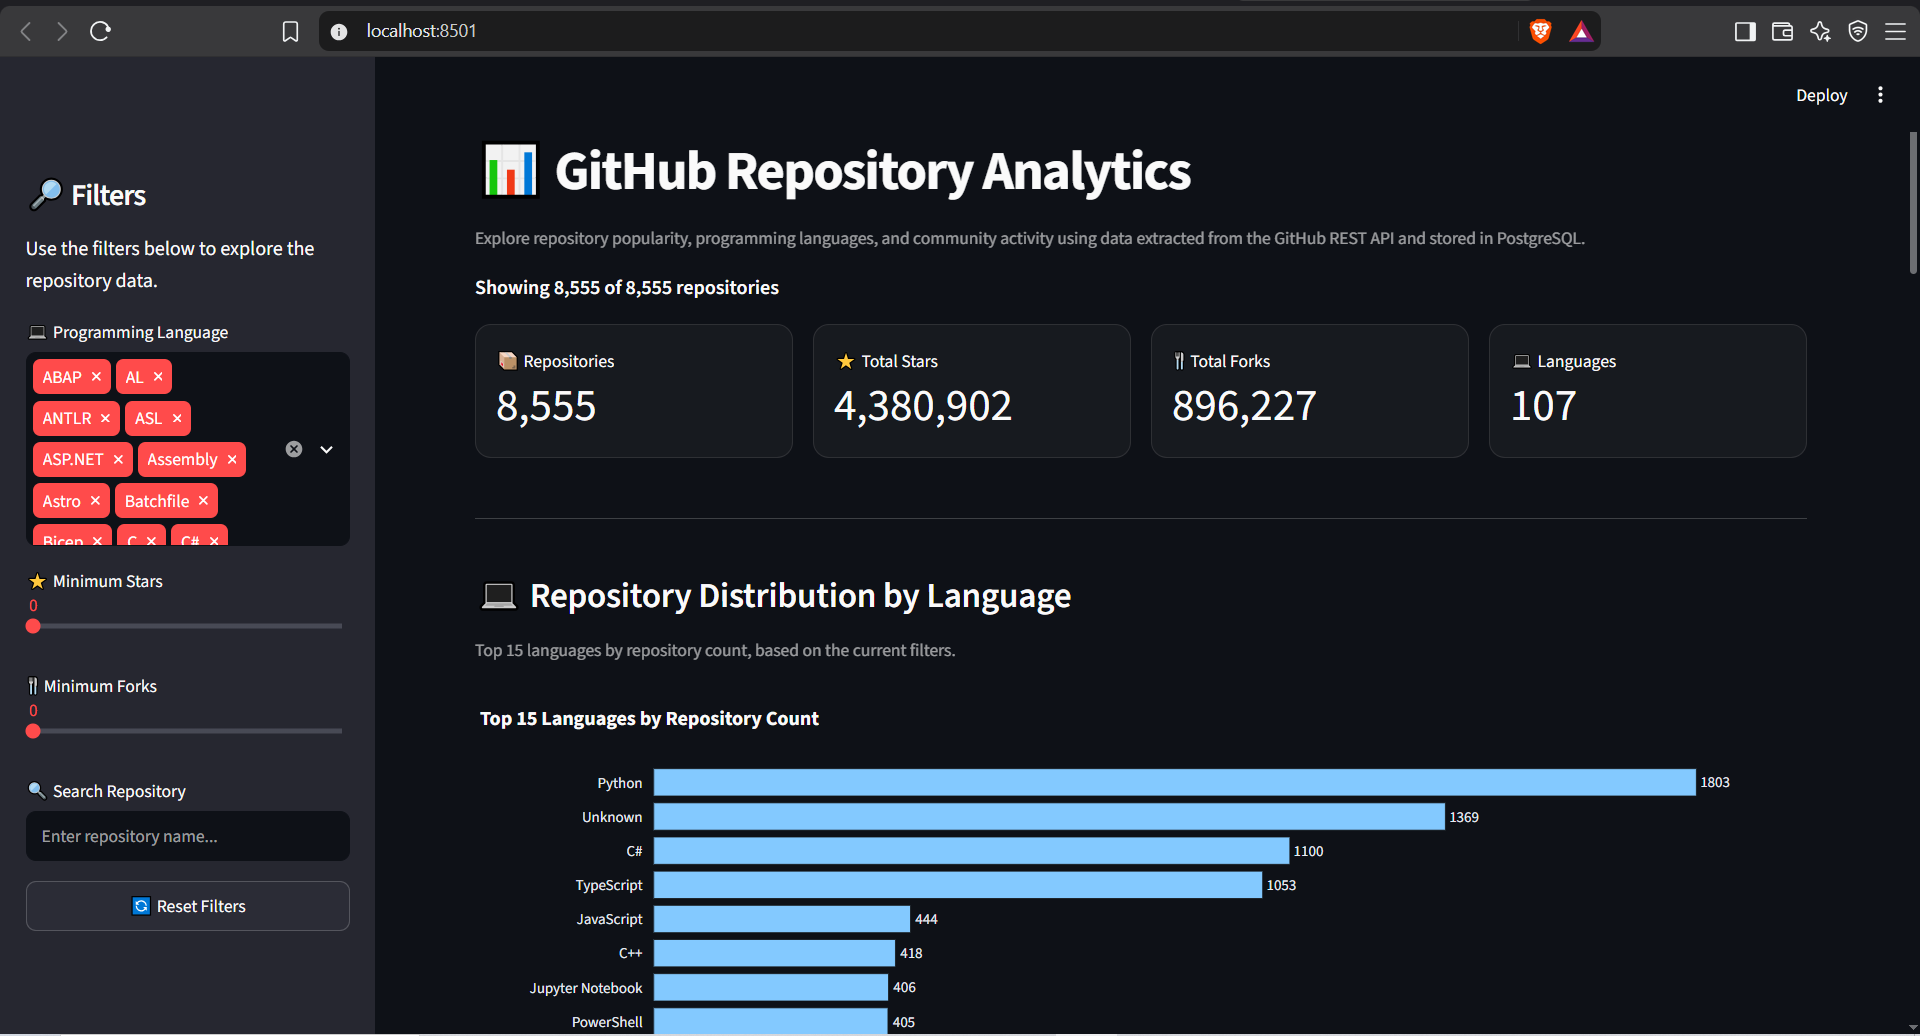 localhost:8501
Deploy
Filters
Use the filters below to explore the
repository data.
Programming Language
ABAP × AL ×
ANTLR × ASL ×
ASP.NET × Assembly ×
Astro × Batchfile ×
Bicep × C × C# ×
Minimum Stars
0
Minimum Forks
0
Search Repository
Enter repository name...
Reset Filters
GitHub Repository Analytics
Explore repository popularity, programming languages, and community activity using data extracted from the GitHub REST API and stored in PostgreSQL.
Showing 8,555 of 8,555 repositories
Repositories
8,555
Total Stars
4,380,902
Total Forks
896,227
Languages
107
Repository Distribution by Language
Top 15 languages by repository count, based on the current filters.
Top 15 Languages by Repository Count
Python 1803
Unknown 1369
C# 1100
TypeScript 1053
JavaScript 444
C++ 418
Jupyter Notebook 406
PowerShell 405